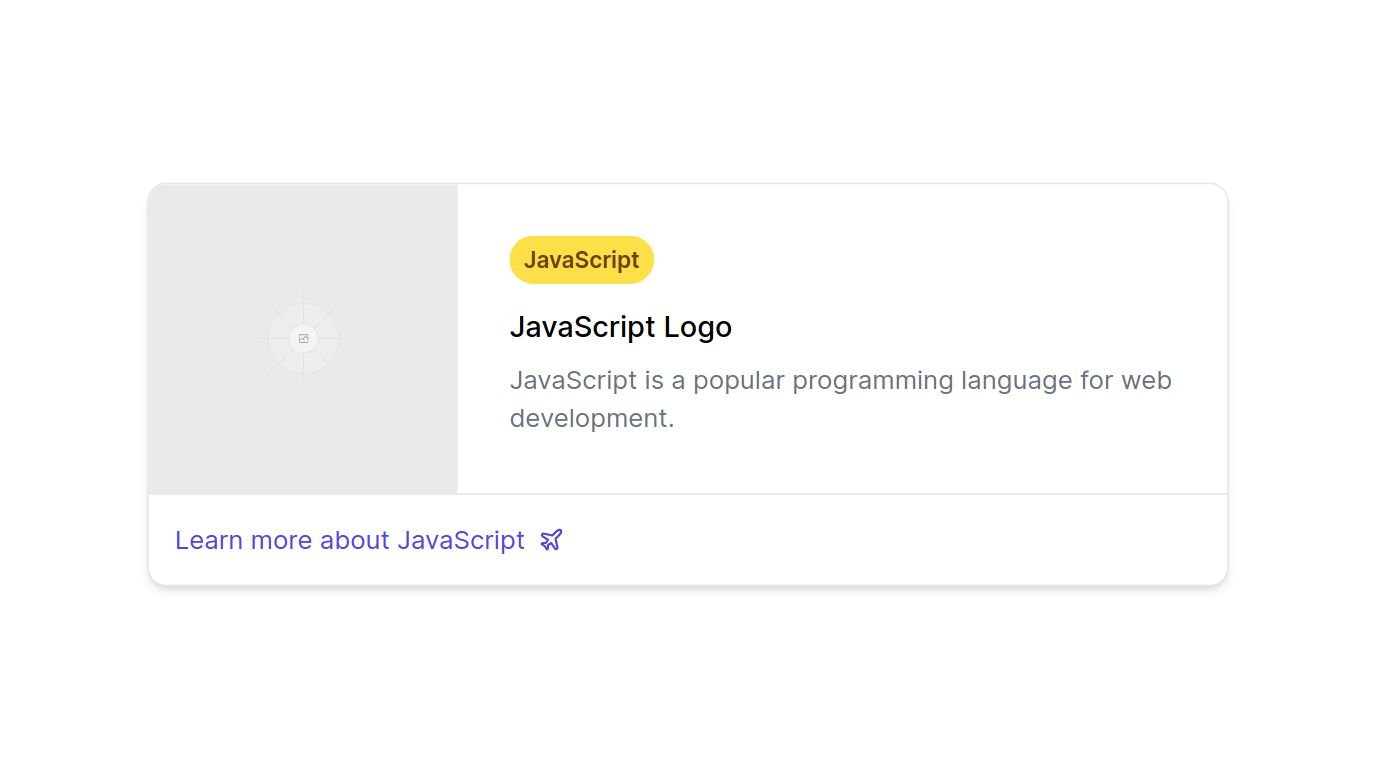 JavaScript
JavaScript Logo
JavaScript is a popular programming language for web
development.
Learn more about JavaScript